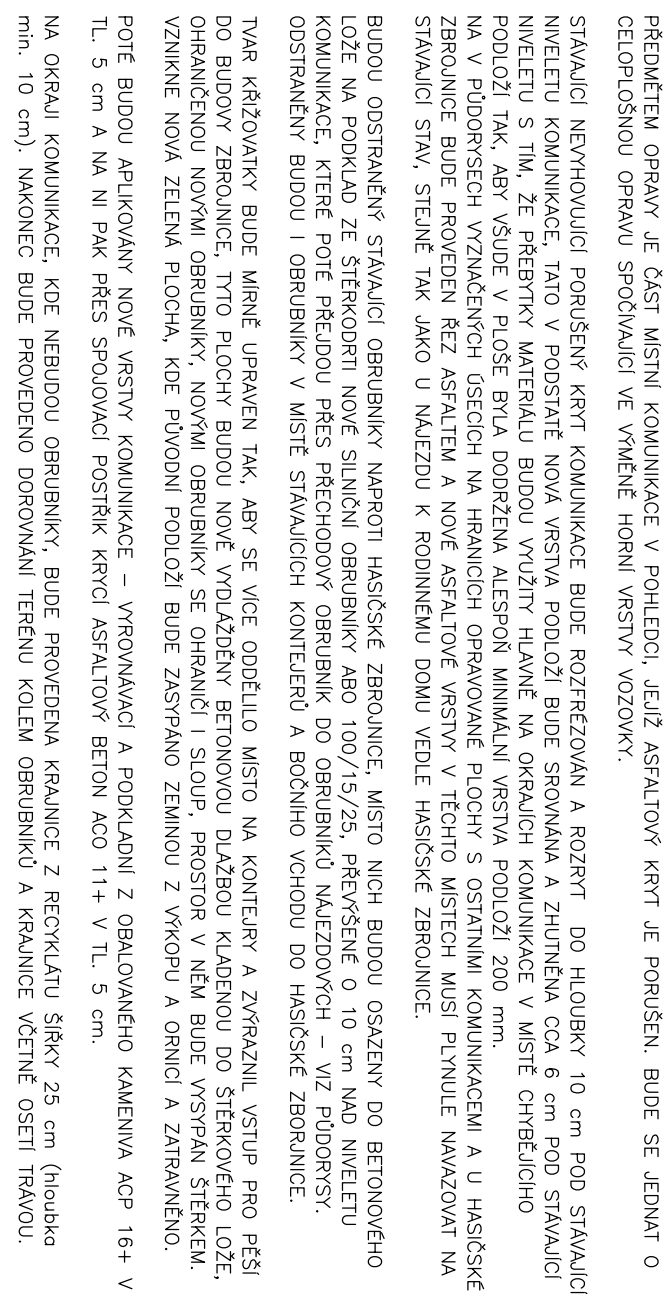 PŘEDMĚTEM OPRAVY JE ČÁST MÍSTNÍ KOMUNIKACE V POHLEDCI, JEJÍŽ ASFALTOVÝ KRYT JE PORUŠEN. BUDE SE JEDNAT O
CELOPLOŠNOU OPRAVU SPOČÍVAJÍCÍ VE VÝMĚNĚ HORNÍ VRSTVY VOZOVKY.
STÁVAJÍCÍ NEVYHOVUJÍCÍ PORUŠENÝ KRYT KOMUNIKACE BUDE ROZFRÉZOVÁN A ROZRYT DO HLOUBKY 10 cm POD STÁVAJÍCÍ
NIVELETU KOMUNIKACE, TATO V PODSTATĚ NOVÁ VRSTVA PODLOŽÍ BUDE SROVNÁNA A ZHUTNĚNA CCA 6 cm POD STÁVAJÍCÍ
NIVELETU S TÍM, ŽE PŘEBYTKY MATERIÁLU BUDOU VYUŽITY HLAVNĚ NA OKRAJÍCH KOMUNIKACE V MÍSTĚ CHYBĚJÍCÍHO
PODLOŽÍ TAK, ABY VŠUDE V PLOŠE BYLA DODRŽENA ALESPOŇ MINIMÁLNÍ VRSTVA PODLOŽÍ 200 mm.
NA V PŮDORYSECH VYZNAČENÝCH ÚSECÍCH NA HRANICÍCH OPRAVOVANÉ PLOCHY S OSTATNÍMI KOMUNIKACEMI A U HASIČSKÉ
ZBROJNICE BUDE PROVEDEN ŘEZ ASFALTEM A NOVÉ ASFALTOVÉ VRSTVY V TĚCHTO MÍSTECH MUSÍ PLYNULE NAVAZOVAT NA
STÁVAJÍCÍ STAV, STEJNĚ TAK JAKO U NÁJEZDU K RODINNÉMU DOMU VEDLE HASIČSKÉ ZBROJNICE.
BUDOU ODSTRANĚNÝ STÁVAJÍCÍ OBRUBNÍKY NAPROTI HASIČSKÉ ZBROJNICE, MÍSTO NICH BUDOU OSAZENY DO BETONOVÉHO
LOŽE NA PODKLAD ZE ŠTĚRKODRTI NOVÉ SILNIČNÍ OBRUBNÍKY ABO 100/15/25, PŘEVÝŠENÉ O 10 cm NAD NIVELETU
KOMUNIKACE, KTERÉ POTÉ PŘEJDOU PŘES PŘECHODOVÝ OBRUBNÍK DO OBRUBNÍKŮ NÁJEZDOVÝCH – VIZ PŮDORYSY.
ODSTRANĚNY BUDOU I OBRUBNÍKY V MÍSTĚ STÁVAJÍCÍCH KONTEJERŮ A BOČNÍHO VCHODU DO HASIČSKÉ ZBORJNICE.
TVAR KŘÍŽOVATKY BUDE MÍRNĚ UPRAVEN TAK, ABY SE VÍCE ODDĚLILO MÍSTO NA KONTEJRY A ZVÝRAZNIL VSTUP PRO PĚŠÍ
DO BUDOVY ZBROJNICE, TYTO PLOCHY BUDOU NOVĚ VYDLÁŽDĚNY BETONOVOU DLAŽBOU KLADENOU DO ŠTĚRKOVÉHO LOŽE,
OHRANIČENOU NOVÝMI OBRUBNÍKY, NOVÝMI OBRUBNÍKY SE OHRANIČÍ I SLOUP, PROSTOR V NĚM BUDE VYSYPÁN ŠTĚRKEM.
VZNIKNE NOVÁ ZELENÁ PLOCHA, KDE PŮVODNÍ PODLOŽÍ BUDE ZASYPÁNO ZEMINOU Z VÝKOPU A ORNICÍ A ZATRAVNĚNO.
POTÉ BUDOU APLIKOVÁNY NOVÉ VRSTVY KOMUNIKACE – VYROVNÁVACÍ A PODKLADNÍ Z OBALOVANÉHO KAMENIVA ACP 16+ V
TL. 5 cm A NA NI PAK PŘES SPOJOVACÍ POSTŘIK KRYCÍ ASFALTOVÝ BETON ACO 11+ V TL. 5 cm.
NA OKRAJI KOMUNIKACE, KDE NEBUDOU OBRUBNÍKY, BUDE PROVEDENA KRAJNICE Z RECYKLÁTU ŠÍŘKY 25 cm (hloubka
min. 10 cm). NAKONEC BUDE PROVEDENO DOROVNÁNÍ TERÉNU KOLEM OBRUBNÍKŮ A KRAJNICE VČETNĚ OSETÍ TRÁVOU.